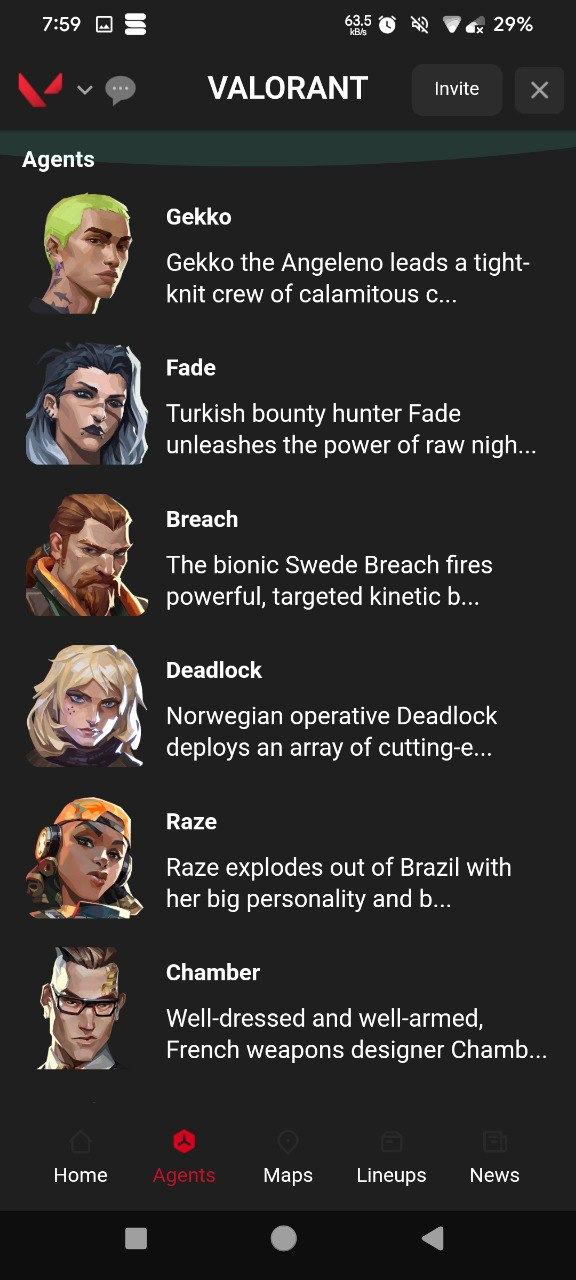 7:59
63.5
kB/s
29%
VALORANT
Invite
Agents
Gekko
Gekko the Angeleno leads a tight-
knit crew of calamitous c...
Fade
Turkish bounty hunter Fade
unleashes the power of raw nigh...
Breach
The bionic Swede Breach fires
powerful, targeted kinetic b...
Deadlock
Norwegian operative Deadlock
deploys an array of cutting-e...
Raze
Raze explodes out of Brazil with
her big personality and b...
Chamber
Well-dressed and well-armed,
French weapons designer Chamb...
Home
Agents
Maps
Lineups
News